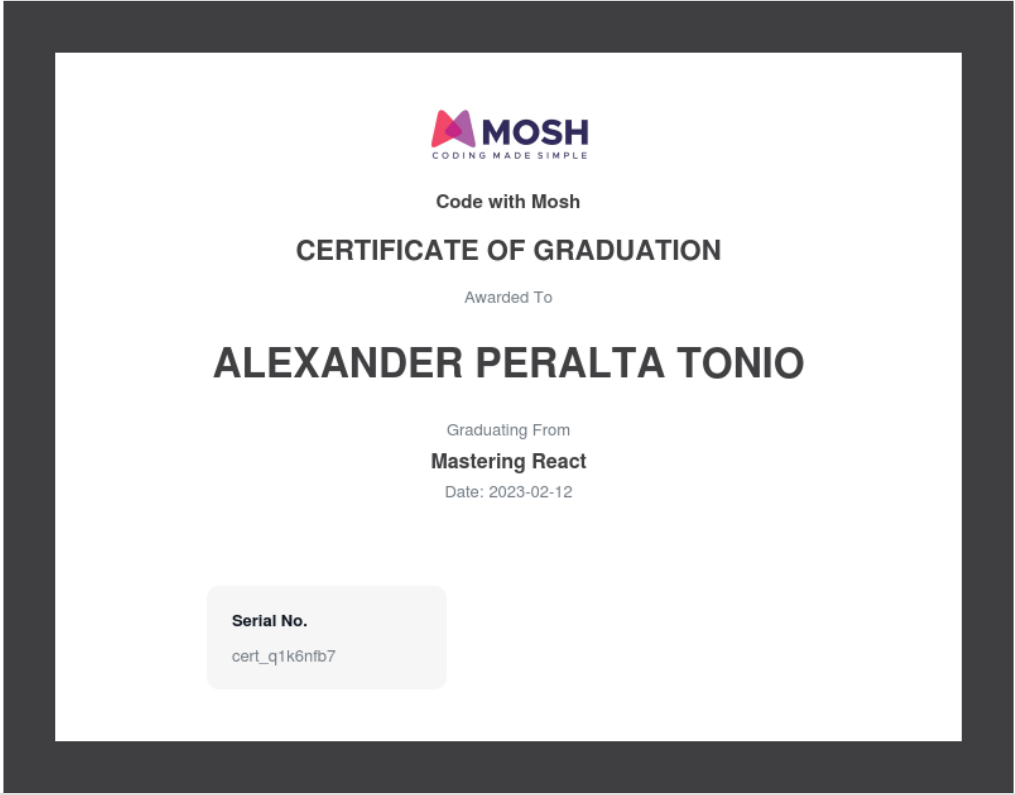 MOSH
CODING MADE SIMPLE
Code with Mosh
CERTIFICATE OF GRADUATION
Awarded To
ALEXANDER PERALTA TONIO
Graduating From
Mastering React
Date: 2023-02-12
Serial No.
cert_q1k6nfb7